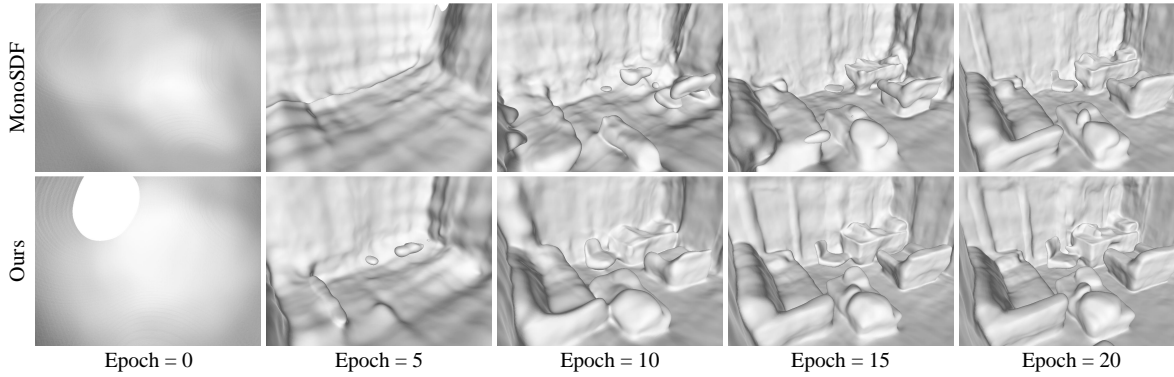 MonoSDF
Ours
Epoch = 0
Epoch = 5
Epoch = 10
Epoch = 15
Epoch = 20